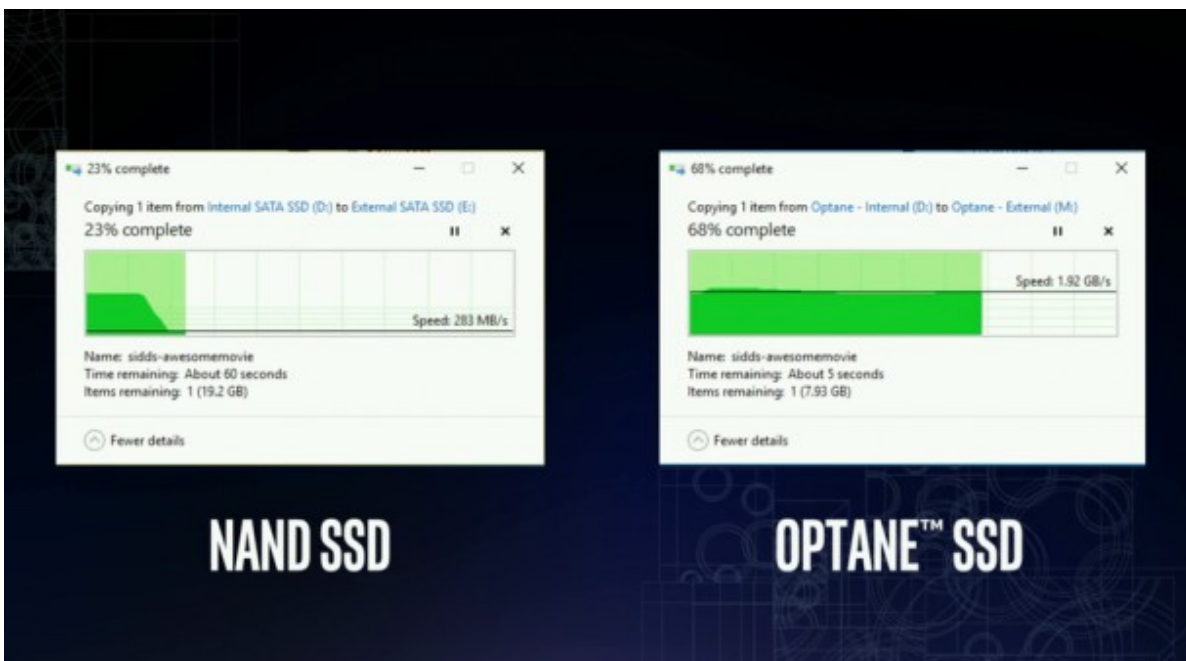 23% complete
Copying 1 item from Internal SATA SSD (D:) to External SATA SSD (E:)
23% complete
Speed: 283 MB/s
Name: sidds-awesomemovie
Time remaining: About 60 seconds
Items remaining: 1 (19.2 GB)
Fewer details
NAND SSD
68% complete
Copying 1 item from Optane - Internal (D:) to Optane - External (M:)
68% complete
Speed: 1.92 GB/s
Name: sidds-awesomemovie
Time remaining: About 5 seconds
Items remaining: 1 (7.93 GB)
Fewer details
OPTANE™ SSD